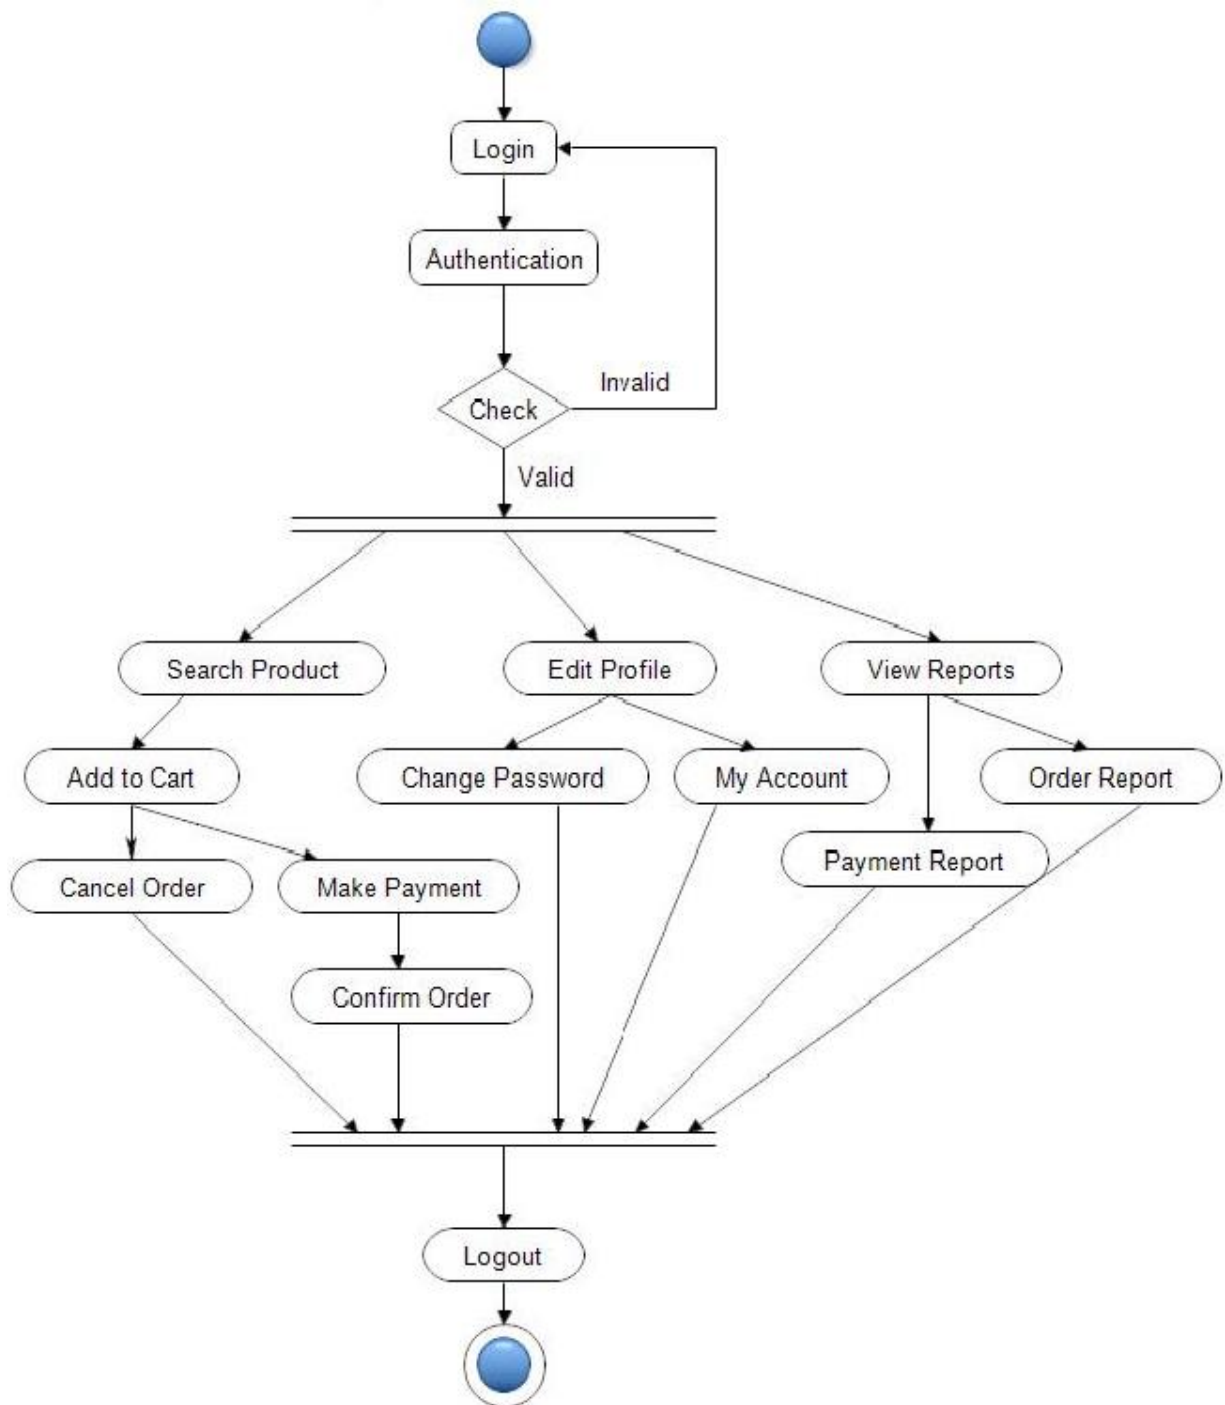 Login
Authentication
Invalid
Check
Valid
Search Product
Edit Profile
View Reports
Add to Cart
Change Password
My Account
Order Report
Payment Report
Cancel Order
Make Payment
Confirm Order
Logout